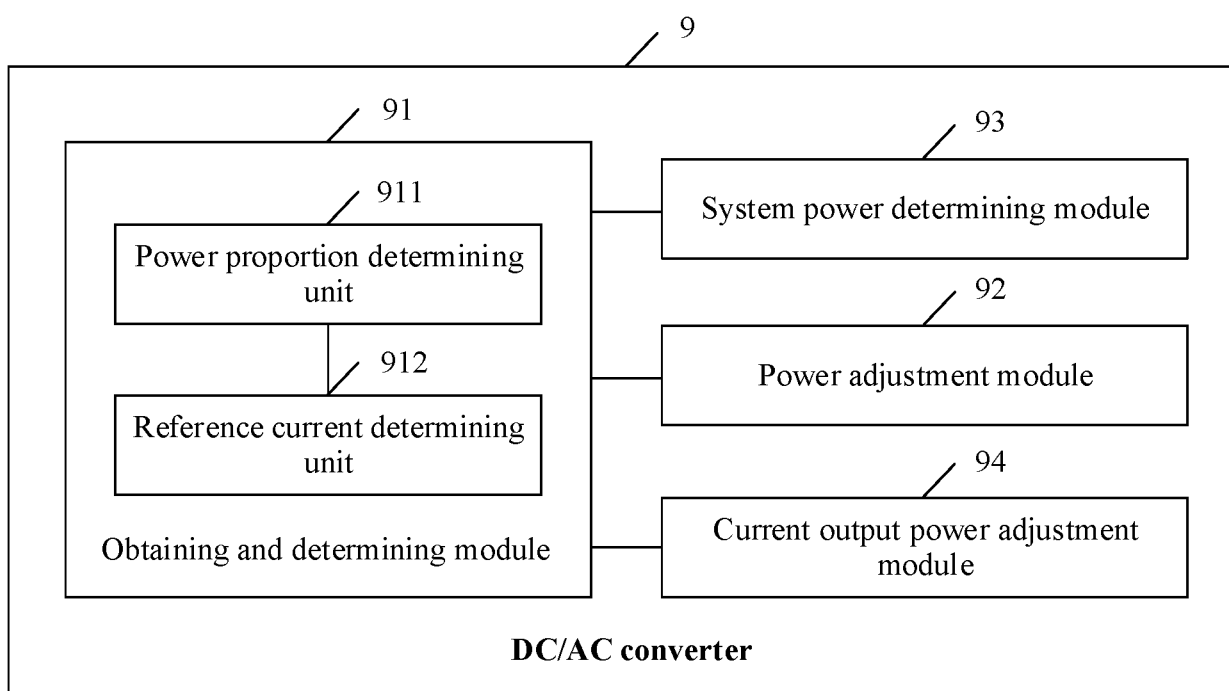 9
91
911
Power proportion determining
unit
912
Reference current determining
unit
Obtaining and determining module
93
System power determining module
92
Power adjustment module
94
Current output power adjustment
module
DC/AC converter